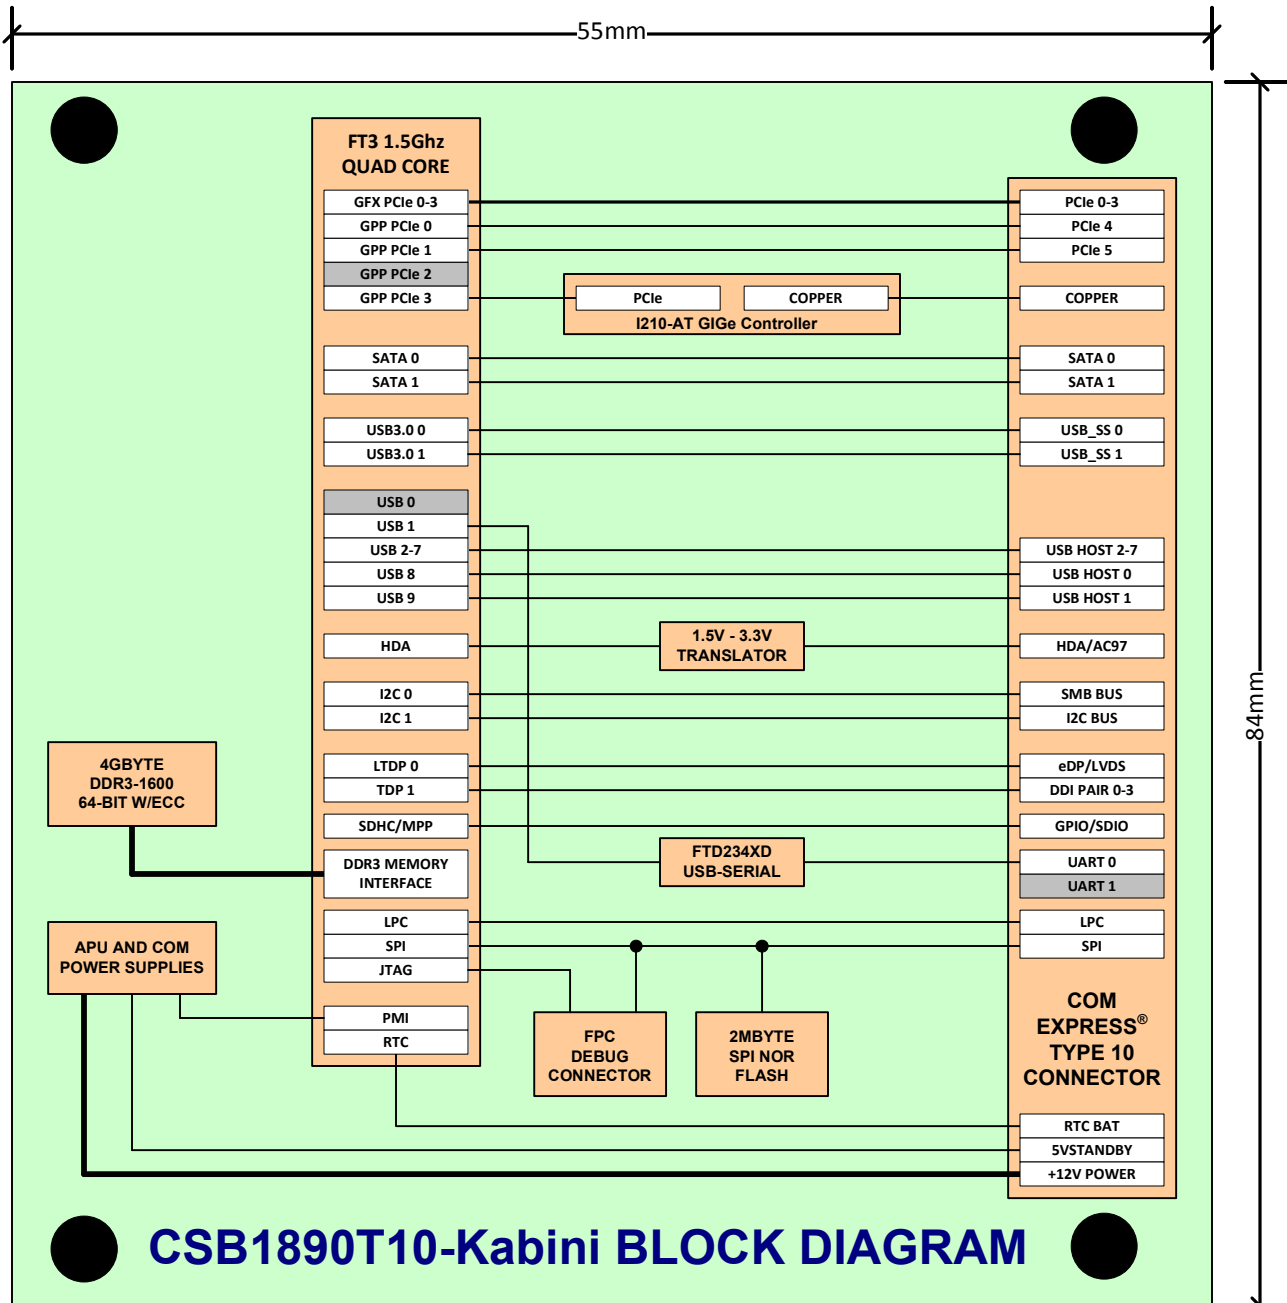 55mm
84mm
FT3 1.5Ghz
QUAD CORE
GFX PCIe 0-3
GPP PCIe 0
GPP PCIe 1
GPP PCIe 2
GPP PCIe 3
SATA 0
SATA 1
USB3.0 0
USB3.0 1
USB 0
USB 1
USB 2-7
USB 8
USB 9
HDA
I2C 0
I2C 1
LTDP 0
TDP 1
SDHC/MPP
DDR3 MEMORY
INTERFACE
LPC
SPI
JTAG
PMI
RTC
4GBYTE
DDR3-1600
64-BIT W/ECC
APU AND COM
POWER SUPPLIES
PCIe
COPPER
I210-AT GIGe Controller
1.5V - 3.3V
TRANSLATOR
FTD234XD
USB-SERIAL
FPC
DEBUG
CONNECTOR
2MBYTE
SPI NOR
FLASH
PCIe 0-3
PCIe 4
PCIe 5
COPPER
SATA 0
SATA 1
USB_SS 0
USB_SS 1
USB HOST 2-7
USB HOST 0
USB HOST 1
HDA/AC97
SMB BUS
I2C BUS
eDP/LVDS
DDI PAIR 0-3
GPIO/SDIO
UART 0
UART 1
LPC
SPI
COM
EXPRESS®
TYPE 10
CONNECTOR
RTC BAT
5VSTANDBY
+12V POWER
CSB1890T10-Kabini BLOCK DIAGRAM